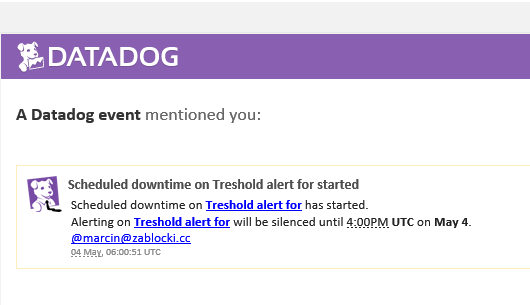 DATADOG
A Datadog event mentioned you:
Scheduled downtime on Treshold alert for started
Scheduled downtime on Treshold alert for has started.
Alerting on Treshold alert for will be silenced until 4:00PM UTC on May 4.
@marcin@zablocki.cc
04 May, 06:00:51 UTC